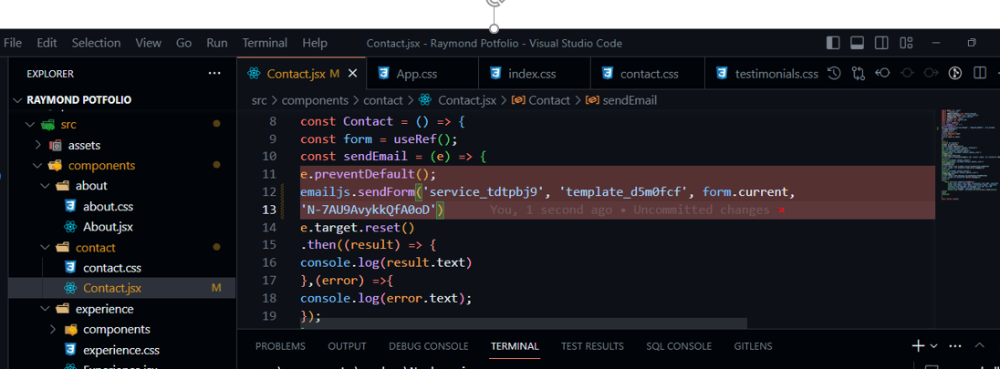 File Edit Selection View Go Run Terminal Help Contact.jsx - Raymond Potfolio - Visual Studio Code
EXPLORER
RAYMOND POTFOLIO
src
assets
components
about
about.css
About.jsx
contact
contact.css
Contact.jsx M
experience
components
experience.css
Experience.jsx
Contact.jsx M App.css index.css contact.css testimonials.css
src > components > contact > Contact.jsx > Contact > sendEmail
8 const Contact = () => {
9 const form = useRef();
10 const sendEmail = (e) => {
11 e.preventDefault();
12 emailjs.sendForm('service_tdtpbj9', 'template_d5m0fcf', form.current,
13 'N-7AU9AvykkQfA0oD') You, 1 second ago • Uncommitted changes
14 e.target.reset()
15 .then((result) => {
16 console.log(result.text)
17 },(error) =>{
18 console.log(error.text);
19 });
PROBLEMS OUTPUT DEBUG CONSOLE TERMINAL TEST RESULTS SQL CONSOLE GITLENS